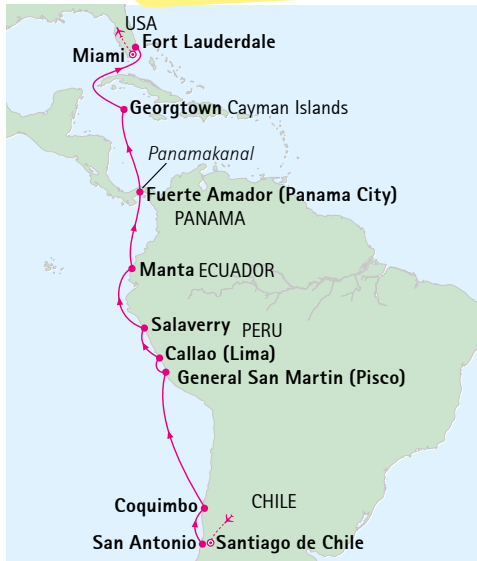 USA
Fort Lauderdale
Miami
Georgtown Cayman Islands
Panamakanal
Fuerte Amador (Panama City)
PANAMA
Manta ECUADOR
Salaverry PERU
Callao (Lima)
General San Martin (Pisco)
Coquimbo CHILE
San Antonio Santiago de Chile